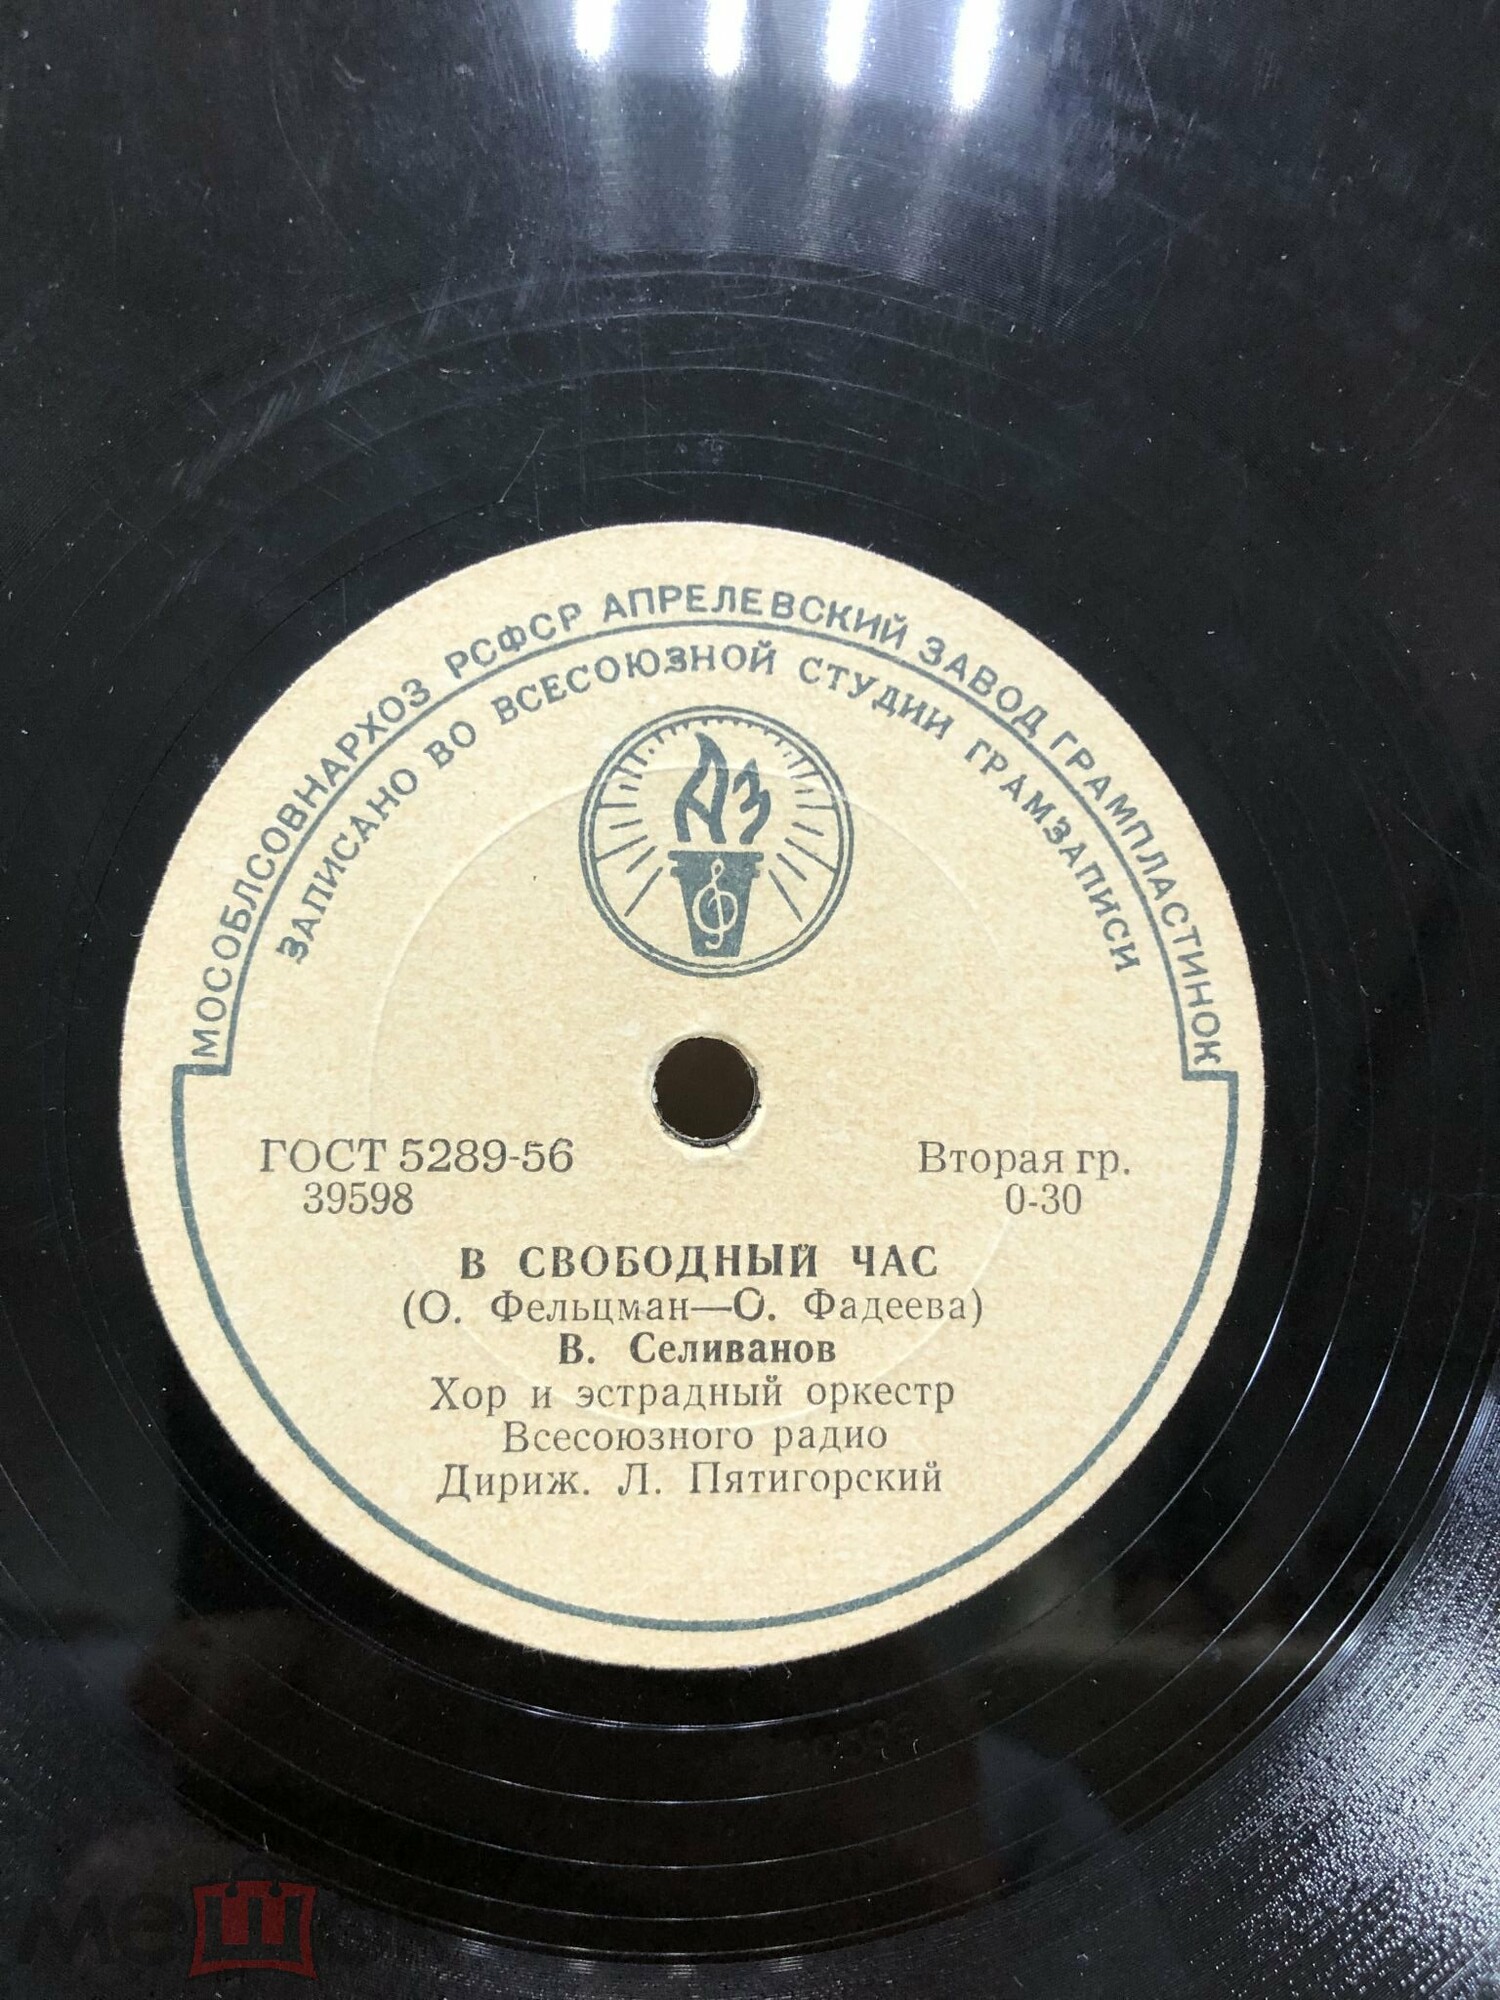 МОСОБЛСОВНАРХОЗ РСФСР АПРЕЛЕВСКИЙ ЗАВОД ГРАМПЛАСТИНОК
ЗАПИСАНО ВО ВСЕСОЮЗНОЙ СТУДИИ ГРАМЗАПИСИ
АЗ
ГОСТ 5289-56
39598
Вторая гр.
0-30
В СВОБОДНЫЙ ЧАС
(О. Фельцман—О. Фадеева)
В. Селиванов
Хор и эстрадный оркестр
Всесоюзного радио
Дириж. Л. Пятигорский